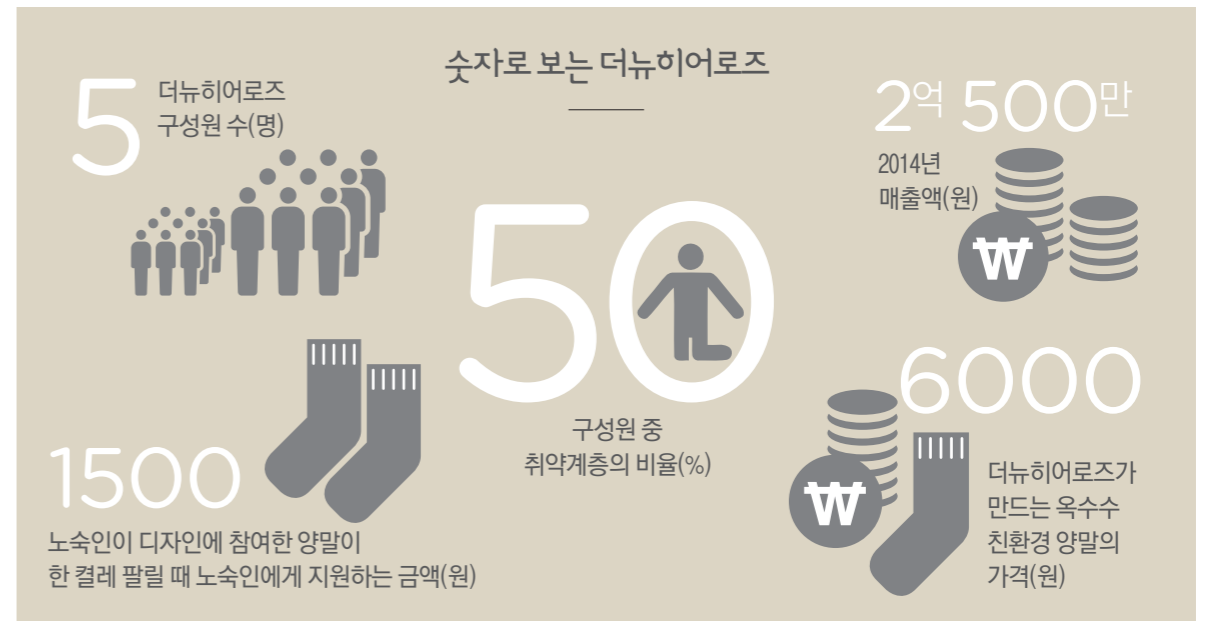 숫자로 보는 더뉴히어로즈
5
더뉴히어로즈
구성원 수(명)
2억 500만
2014년
매출액(원)
₩
50
구성원 중
취약계층의 비율(%)
1500
노숙인이 디자인에 참여한 양말이
한 켤레 팔릴 때 노숙인에게 지원하는 금액(원)
6000
₩
더뉴히어로즈가
만드는 옥수수
친환경 양말의
가격(원)